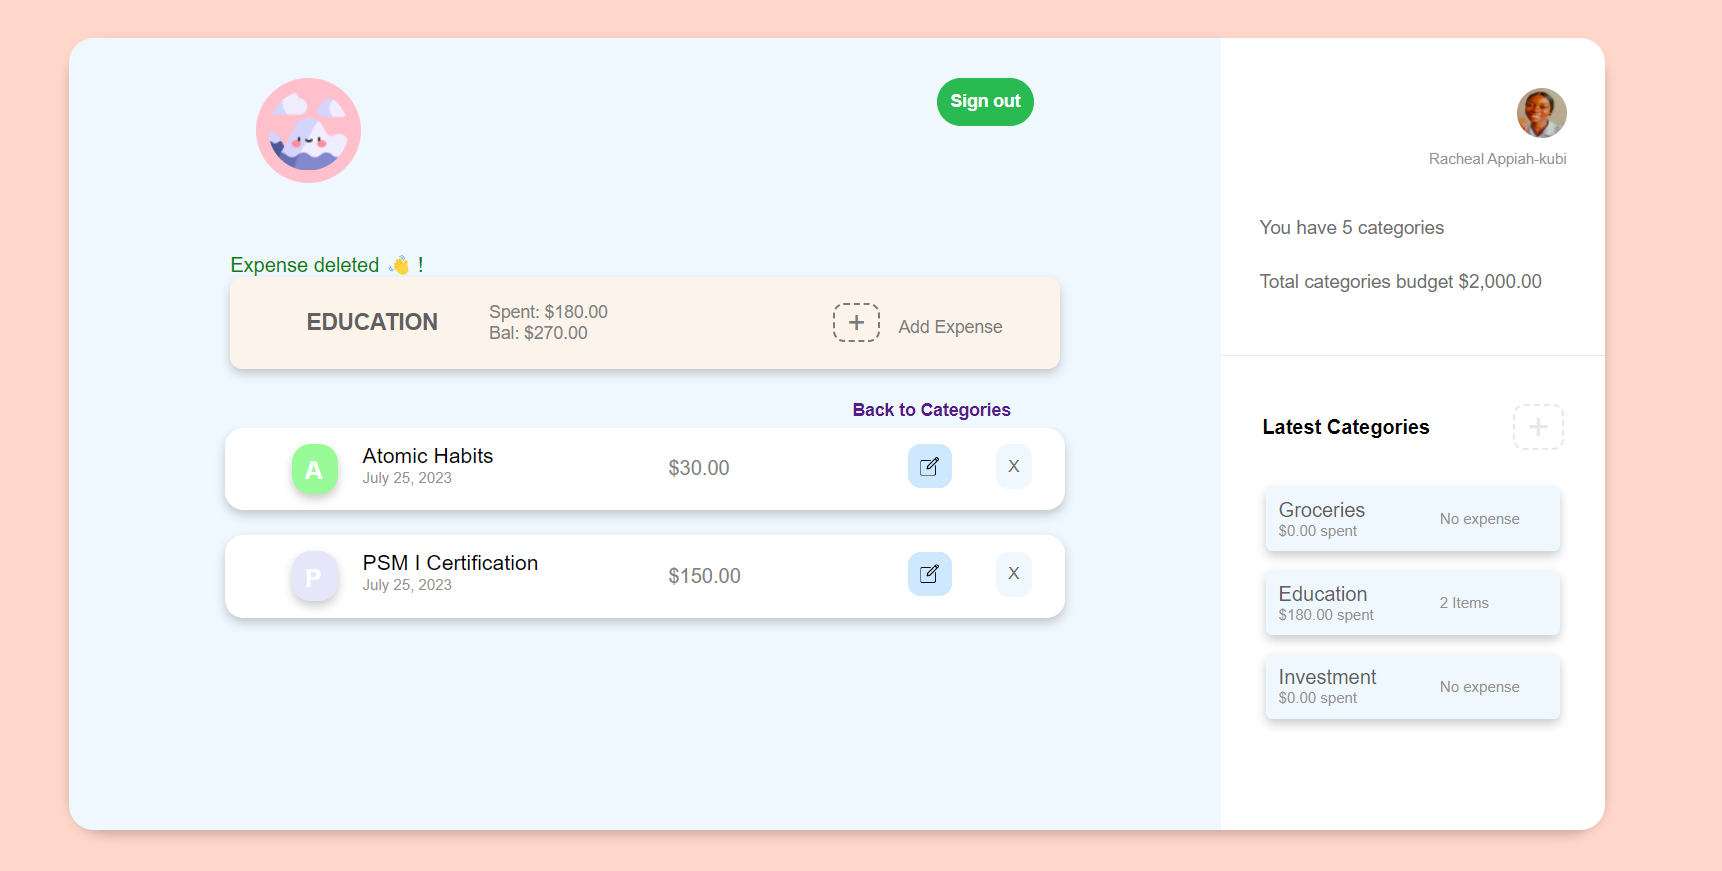 Sign out
Racheal Appiah-kubi
You have 5 categories
Total categories budget $2,000.00
Expense deleted 👋 !
EDUCATION
Spent: $180.00
Bal: $270.00
+ Add Expense
Back to Categories
A
Atomic Habits
July 25, 2023
$30.00
X
P
PSM I Certification
July 25, 2023
$150.00
X
Latest Categories +
Groceries
$0.00 spent
No expense
Education
$180.00 spent
2 Items
Investment
$0.00 spent
No expense